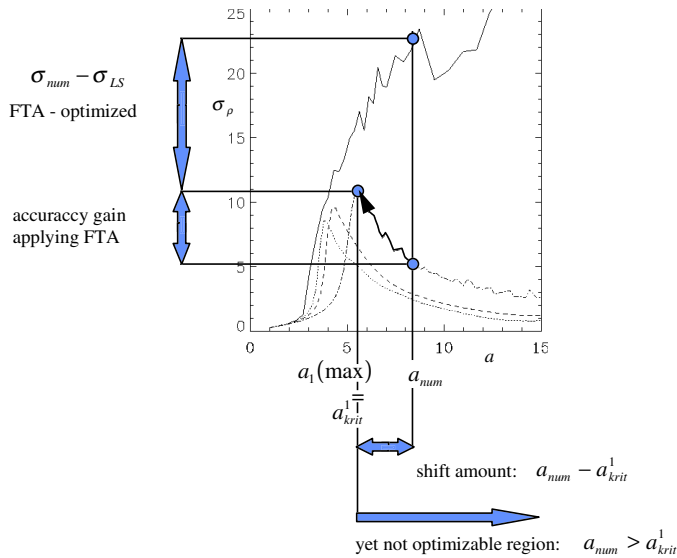 25
20
15
10
5
0
σ_ρ
σ_num − σ_LS
FTA - optimized
accuraccy gain
applying FTA
0 5 10 a 15
a_1(max) a_num
=
a^1_krit
shift amount: a_num − a^1_krit
yet not optimizable region: a_num > a^1_krit